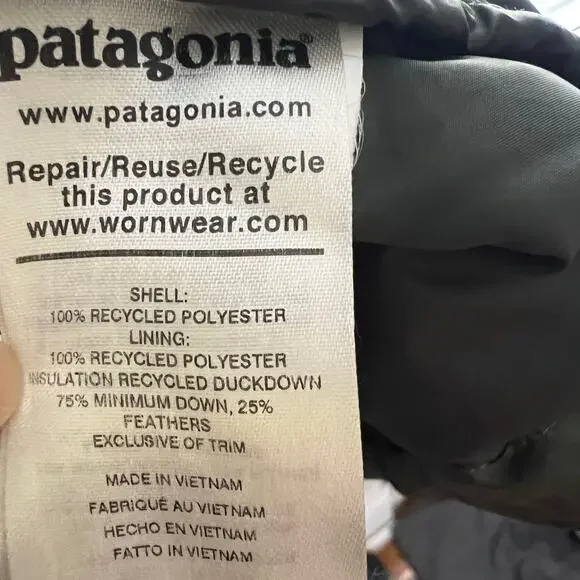 patagonia®
www.patagonia.com
Repair/Reuse/Recycle
this product at
www.wornwear.com
SHELL:
100% RECYCLED POLYESTER
LINING:
100% RECYCLED POLYESTER
INSULATION RECYCLED DUCKDOWN
75% MINIMUM DOWN, 25%
FEATHERS
EXCLUSIVE OF TRIM
MADE IN VIETNAM
FABRIQUÉ AU VIETNAM
HECHO EN VIETNAM
FATTO IN VIETNAM